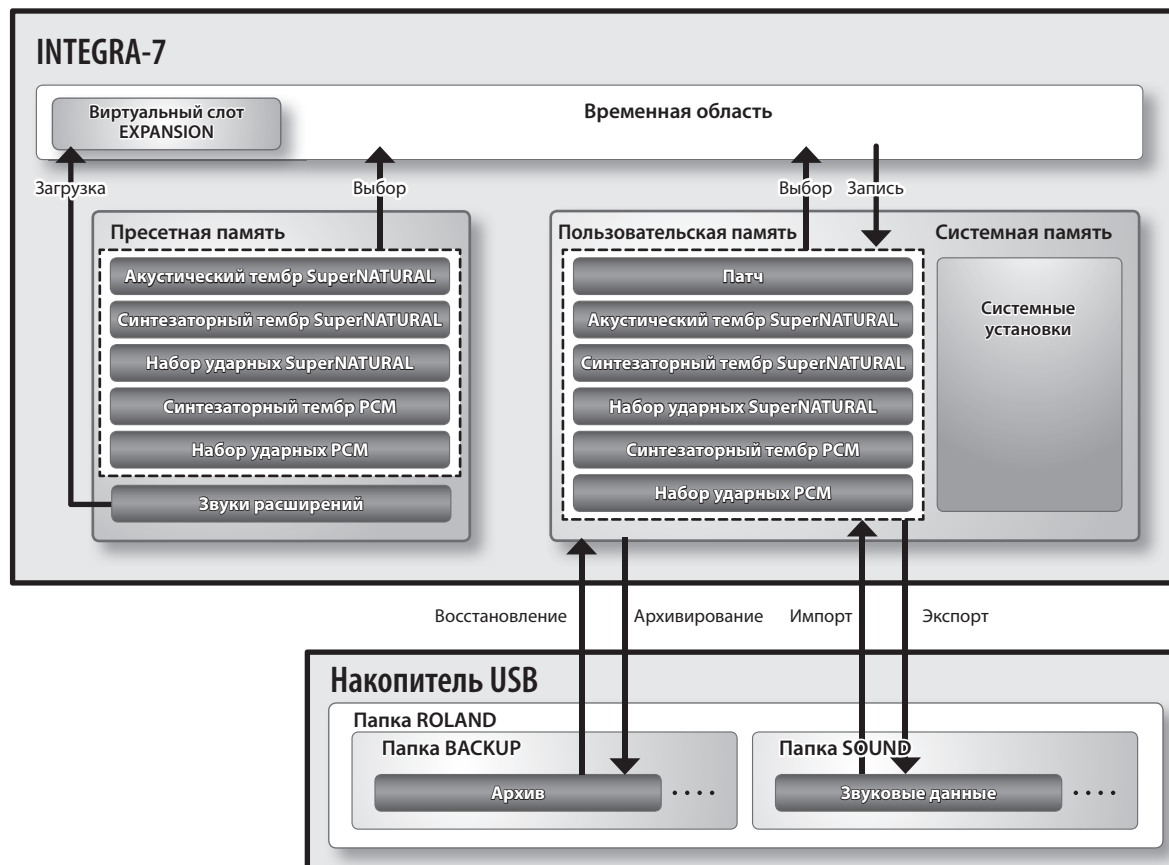 INTEGRA-7
Виртуальный слот
EXPANSION
Временная область
Загрузка
Выбор
Выбор
Запись
Пресетная память
Акустический тембр SuperNATURAL
Синтезаторный тембр SuperNATURAL
Набор ударных SuperNATURAL
Синтезаторный тембр PCM
Набор ударных PCM
Звуки расширений
Пользовательская память
Патч
Акустический тембр SuperNATURAL
Синтезаторный тембр SuperNATURAL
Набор ударных SuperNATURAL
Синтезаторный тембр PCM
Набор ударных PCM
Системная память
Системные
установки
Восстановление
Архивирование
Импорт
Экспорт
Накопитель USB
Папка ROLAND
Папка BACKUP
Архив
Папка SOUND
Звуковые данные